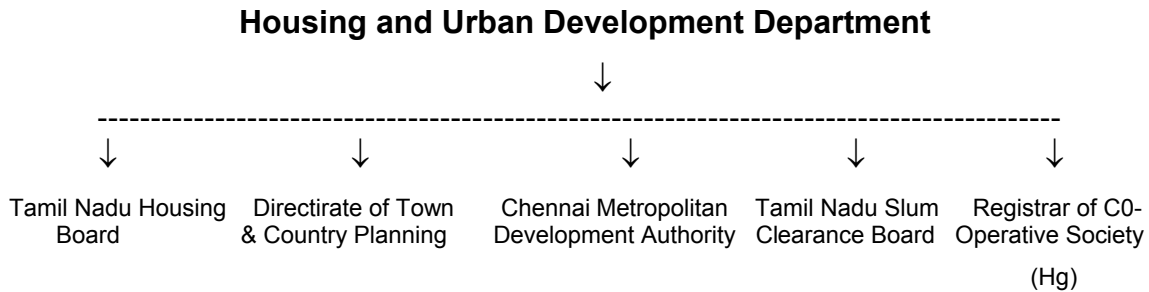 Housing and Urban Development Department
↓
-------------------------------------------------------------------------------------------
↓ ↓ ↓ ↓ ↓
Tamil Nadu Housing Directirate of Town Chennai Metropolitan Tamil Nadu Slum Registrar of C0-
Board & Country Planning Development Authority Clearance Board Operative Society
(Hg)